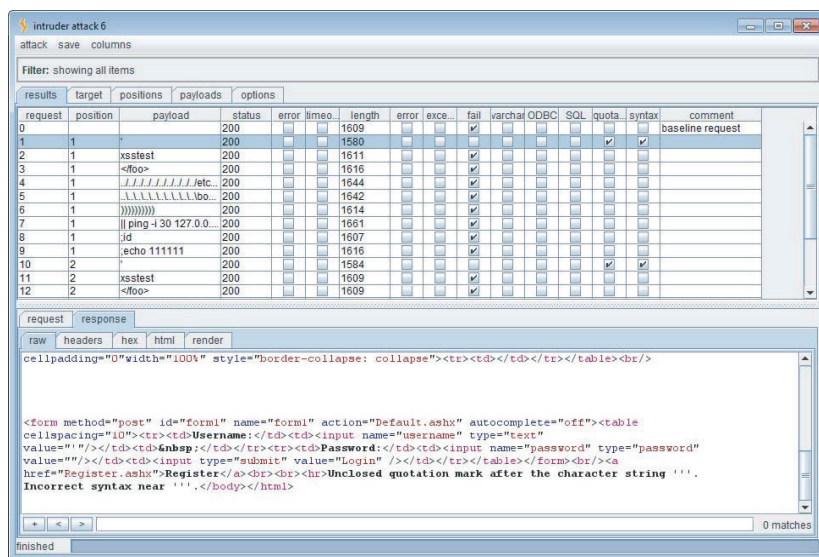 intruder attack 6
attack save columns
Filter: showing all items
results target positions payloads options
request position payload status error timeo... length error exce... fail varchar ODBC SQL quota... syntax comment
0 200 1609 baseline request
1 1 ' 200 1580
2 1 xsstest 200 1611
3 1 </foo> 200 1616
4 1 ../../../../../../../../../../etc... 200 1644
5 1 ..\..\..\..\..\..\..\..\..\..\bo... 200 1642
6 1 )))))))))) 200 1614
7 1 || ping -i 30 127.0.0.... 200 1661
8 1 ;id 200 1607
9 1 ;echo 111111 200 1616
10 2 ' 200 1584
11 2 xsstest 200 1609
12 2 </foo> 200 1609
request response
raw headers hex html render
cellpadding="0"width="100%" style="border-collapse: collapse"><tr><td></td></tr></table><br/>
<form method="post" id="form1" name="form1" action="Default.ashx" autocomplete="off"><table
cellspacing="10"><tr><td>Username:</td><td><input name="username" type="text"
value="'"/></td><td>&nbsp;</td></tr><tr><td>Password:</td><td><input name="password" type="password"
value=""/></td><td><input type="submit" value="Login" /></td></tr></table></form><br/><a
href="Register.ashx">Register</a><br><br><hr>Unclosed quotation mark after the character string '''.
Incorrect syntax near '''.</body></html>
+ < > 0 matches
finished